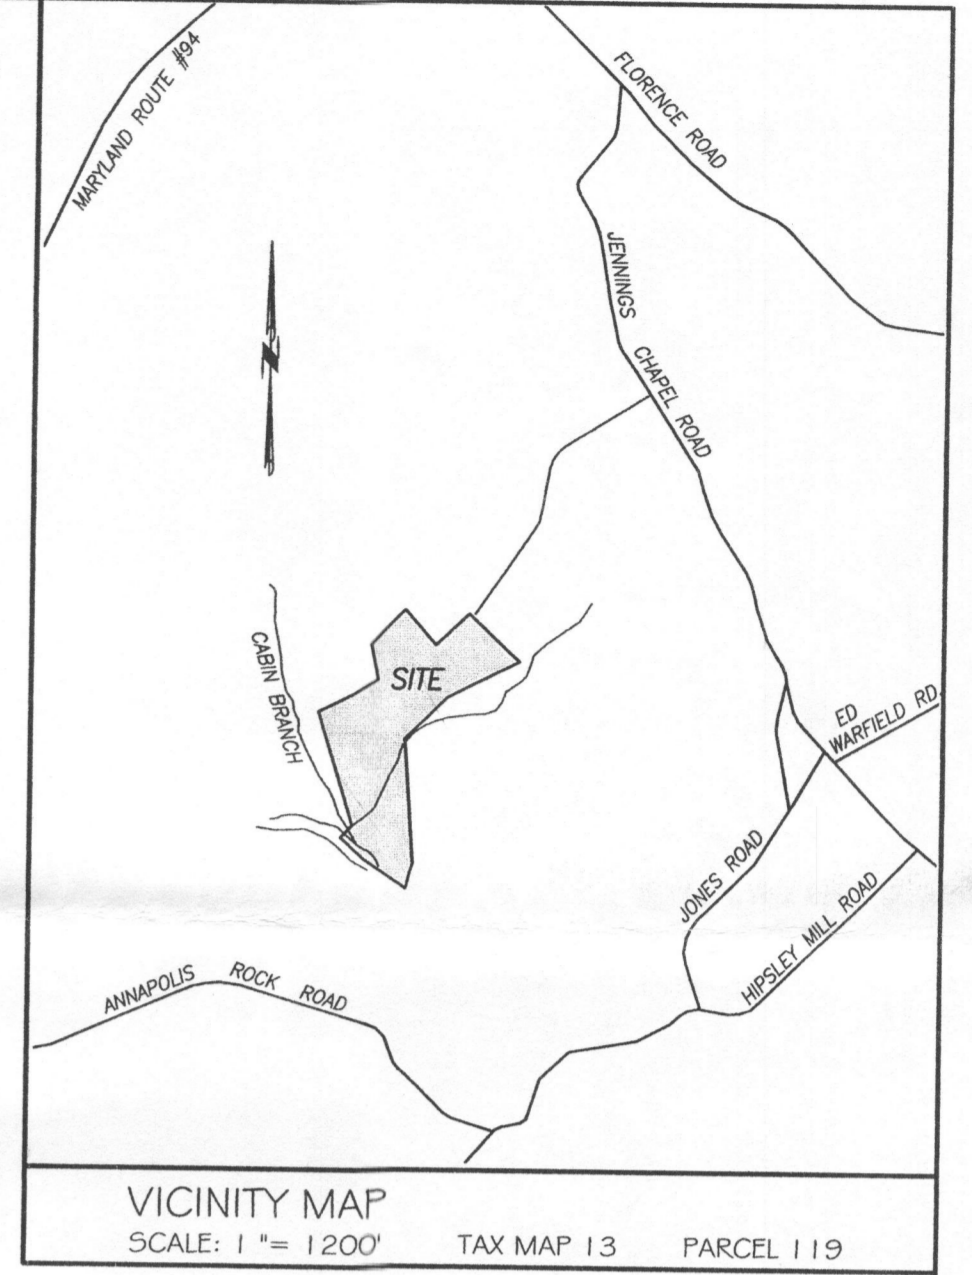 MARYLAND ROUTE #94
FLORENCE ROAD
JENNINGS CHAPEL ROAD
N
CABIN BRANCH
SITE
ED
WARFIELD RD.
JONES ROAD
HIPSLEY MILL ROAD
ANNAPOLIS ROCK ROAD
VICINITY MAP
SCALE: 1 "= 1200'
TAX MAP 13
PARCEL 119